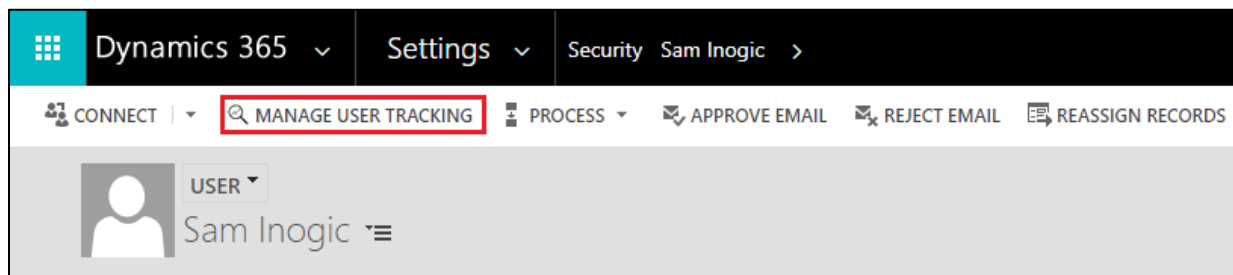 Dynamics 365 Settings Security Sam Inogic >
CONNECT MANAGE USER TRACKING PROCESS APPROVE EMAIL REJECT EMAIL REASSIGN RECORDS
USER
Sam Inogic